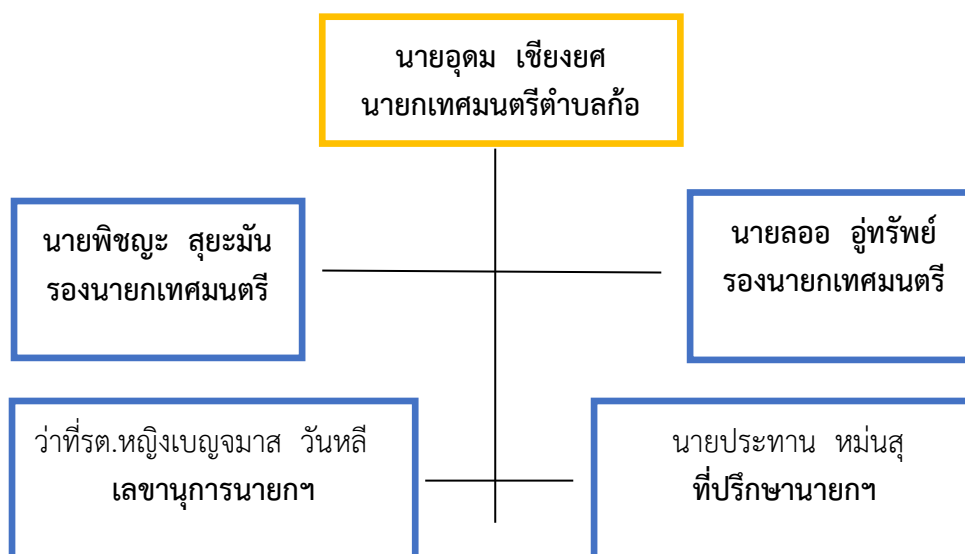 นายอุดม เชียงยศ
นายกเทศมนตรีตำบลก้อ
นายพิชญะ สุยะมัน
รองนายกเทศมนตรี
นายลออ อู่ทรัพย์
รองนายกเทศมนตรี
ว่าที่รต.หญิงเบญจมาส วันหลี
เลขานุการนายกฯ
นายประทาน หม่นสุ
ที่ปรึกษานายกฯ